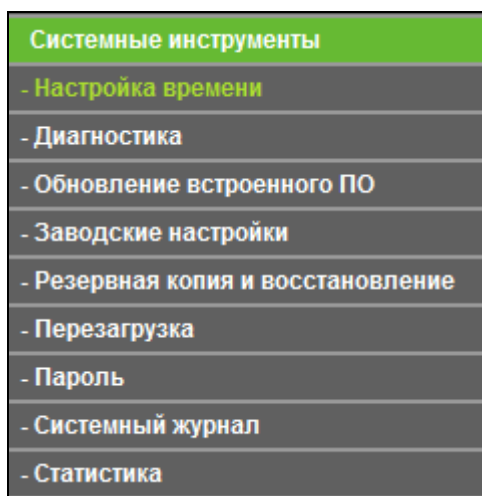 Системные инструменты
- Настройка времени
- Диагностика
- Обновление встроенного ПО
- Заводские настройки
- Резервная копия и восстановление
- Перезагрузка
- Пароль
- Системный журнал
- Статистика